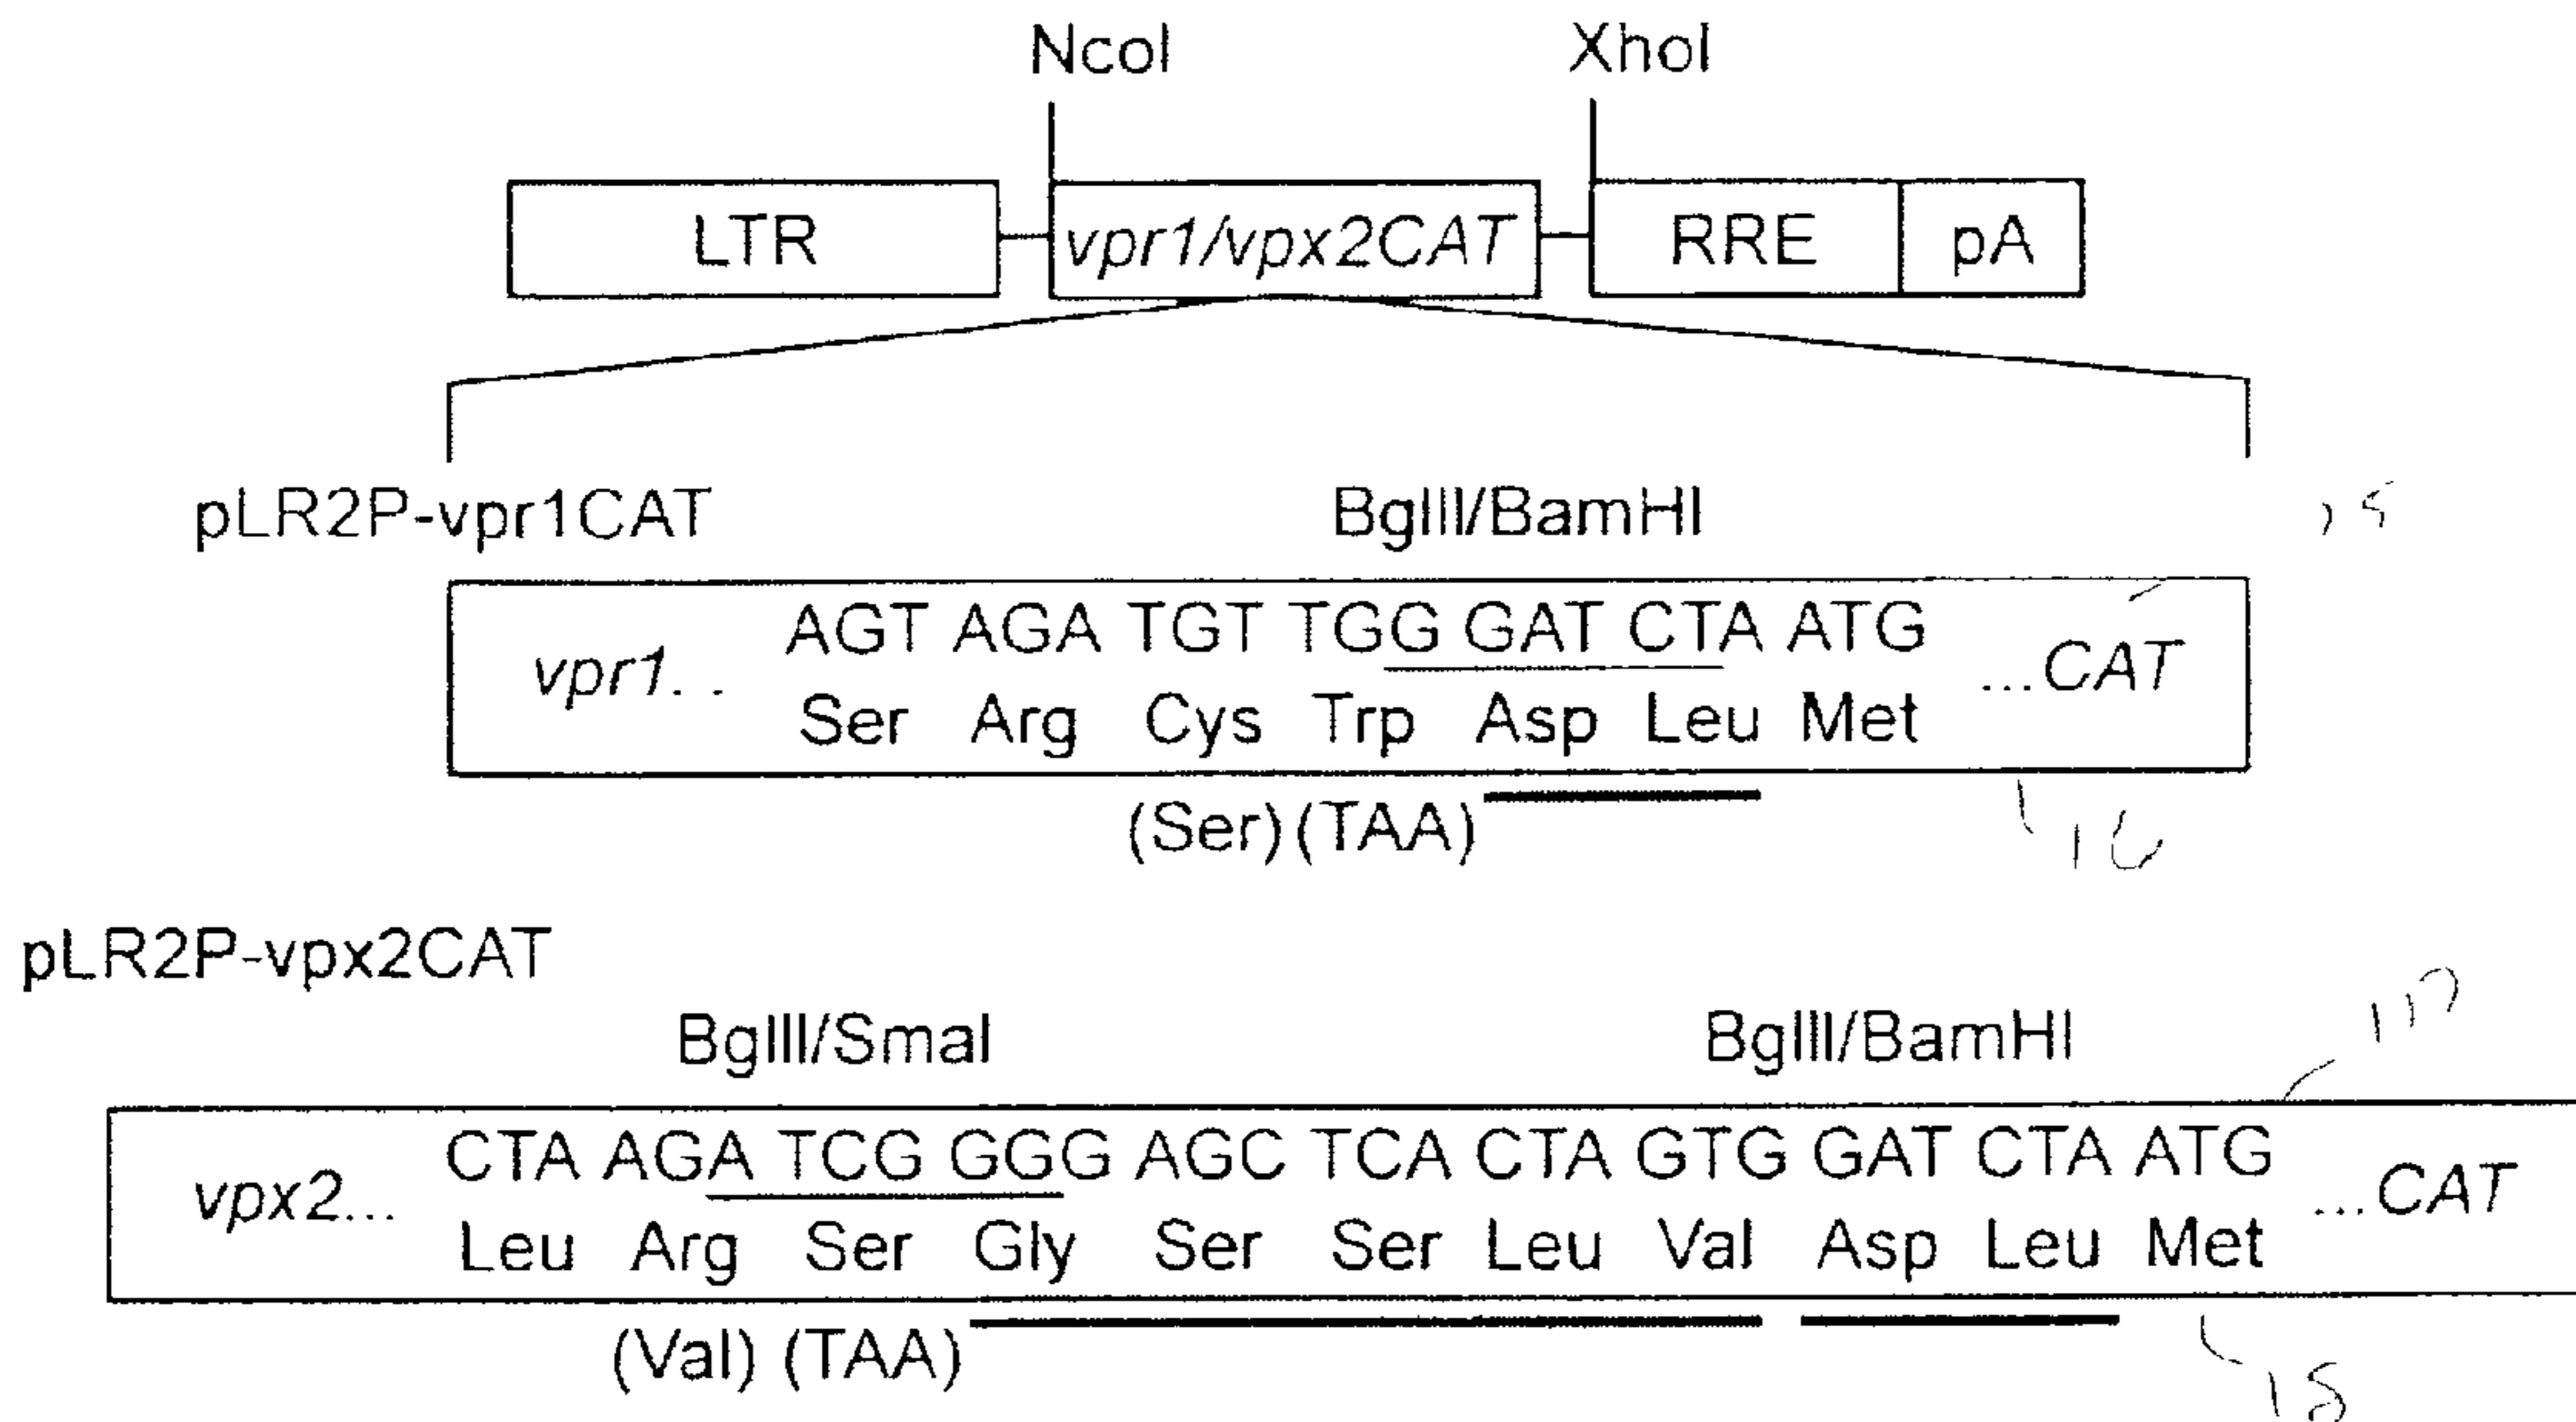 NcoI XhoI
LTR vpr1/vpx2CAT RRE pA
pLR2P-vpr1CAT BglII/BamHI
AGT AGA TGT TGG GAT CTA ATG
vpr1. . ...CAT
Ser Arg Cys Trp Asp Leu Met
(Ser) (TAA)
16
pLR2P-vpx2CAT
BglII/SmaI BglII/BamHI
CTA AGA TCG GGG AGC TCA CTA GTG GAT CTA ATG
vpx2... ...CAT
Leu Arg Ser Gly Ser Ser Leu Val Asp Leu Met
(Val) (TAA)